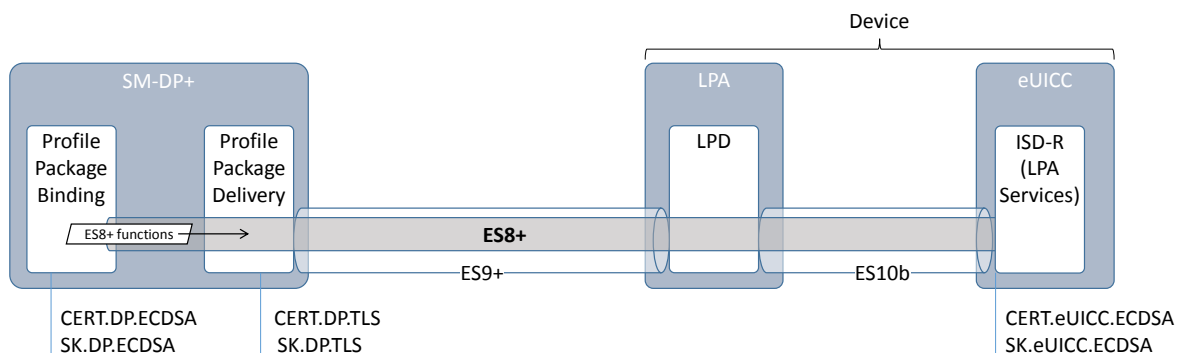 Device
SM-DP+
LPA
eUICC
Profile
Package
Binding
Profile
Package
Delivery
LPD
ISD-R
(LPA
Services)
ES8+ functions
ES8+
ES9+
ES10b
CERT.DP.ECDSA
SK.DP.ECDSA
CERT.DP.TLS
SK.DP.TLS
CERT.eUICC.ECDSA
SK.eUICC.ECDSA